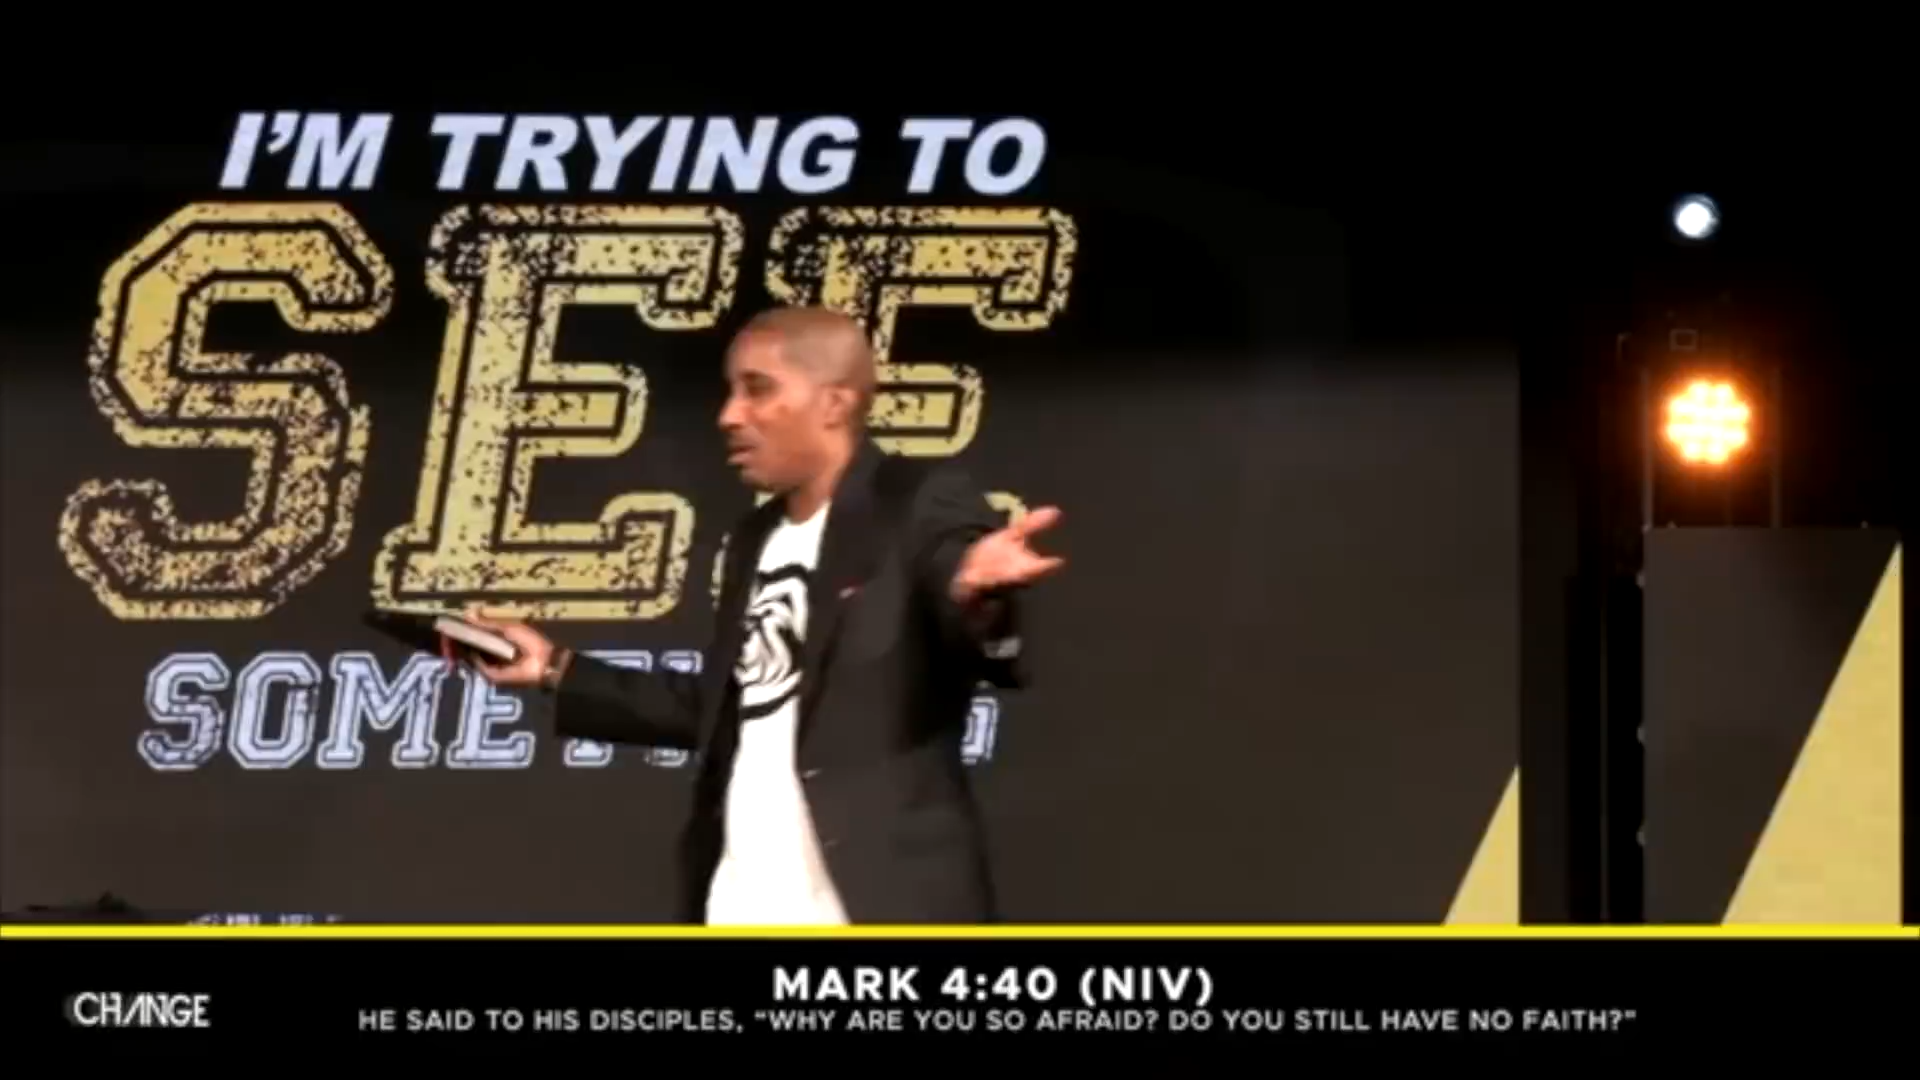 I'M TRYING TO
SEE
CHANGE
MARK 4:40 (NIV)
HE SAID TO HIS DISCIPLES, “WHY ARE YOU SO AFRAID? DO YOU STILL HAVE NO FAITH?”